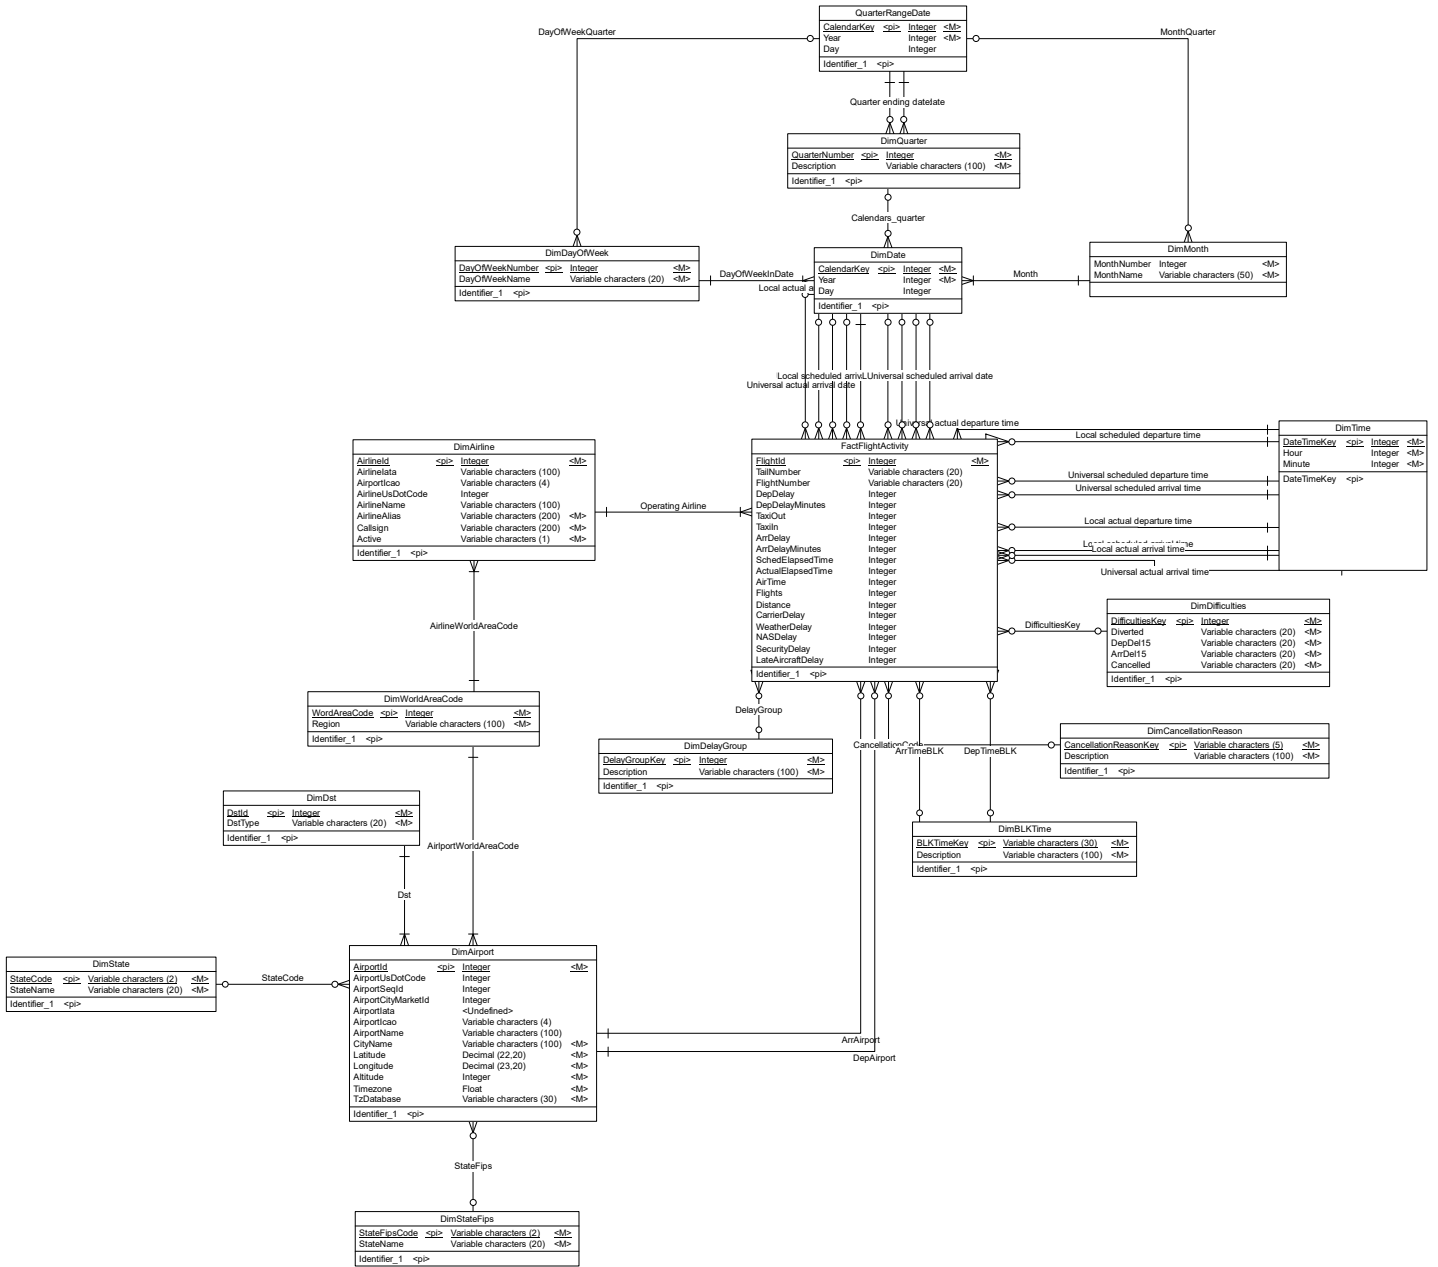 QuarterRangeDate
CalendarKey <pi> Integer <M>
Year Integer <M>
Day Integer
Identifier_1 <pi>
DayOfWeekQuarter
MonthQuarter
Quarter ending date
DimQuarter
QuarterNumber <pi> Integer <M>
Description Variable characters (100) <M>
Identifier_1 <pi>
Calendars_quarter
DimDayOfWeek
DayOfWeekNumber <pi> Integer <M>
DayOfWeekName Variable characters (20) <M>
Identifier_1 <pi>
DayOfWeekInDate
Local actual a
DimDate
CalendarKey <pi> Integer <M>
Year Integer <M>
Day Integer
Identifier_1 <pi>
Month
DimMonth
MonthNumber Integer <M>
MonthName Variable characters (50) <M>
Local scheduled arriv
Universal scheduled arrival date
Universal actual arrival date
DimAirline
AirlineId <pi> Integer <M>
AirlineIata Variable characters (100)
AirportIcao Variable characters (4)
AirlineUsDotCode Integer
AirlineName Variable characters (100)
AirlineAlias Variable characters (200) <M>
Callsign Variable characters (200) <M>
Active Variable characters (1) <M>
Identifier_1 <pi>
Operating Airline
FactFlightActivity
FlightId <pi> Integer <M>
TailNumber Variable characters (20)
FlightNumber Variable characters (20)
DepDelay Integer
DepDelayMinutes Integer
TaxiOut Integer
TaxiIn Integer
ArrDelay Integer
ArrDelayMinutes Integer
SchedElapsedTime Integer
ActualElapsedTime Integer
AirTime Integer
Flights Integer
Distance Integer
CarrierDelay Integer
WeatherDelay Integer
NASDelay Integer
SecurityDelay Integer
LateAircraftDelay Integer
Identifier_1 <pi>
Universal actual departure time
Local scheduled departure time
Universal scheduled departure time
Universal scheduled arrival time
Local actual departure time
Local actual arrival time
Universal actual arrival time
DimTime
DateTimeKey <pi> Integer <M>
Hour Integer <M>
Minute Integer <M>
DateTimeKey <pi>
DifficultiesKey
DimDifficulties
DifficultiesKey <pi> Integer <M>
Diverted Variable characters (20) <M>
DepDel15 Variable characters (20) <M>
ArrDel15 Variable characters (20) <M>
Cancelled Variable characters (20) <M>
Identifier_1 <pi>
AirlineWorldAreaCode
DimWorldAreaCode
WordAreaCode <pi> Integer <M>
Region Variable characters (100) <M>
Identifier_1 <pi>
DelayGroup
DimDelayGroup
DelayGroupKey <pi> Integer <M>
Description Variable characters (100) <M>
Identifier_1 <pi>
CancellationCode
ArrTimeBLK
DepTimeBLK
DimCancellationReason
CancellationReasonKey <pi> Variable characters (5) <M>
Description Variable characters (100) <M>
Identifier_1 <pi>
DimDst
DstId <pi> Integer <M>
DstType Variable characters (20) <M>
Identifier_1 <pi>
DimBLKTime
BLKTimeKey <pi> Variable characters (30) <M>
Description Variable characters (100) <M>
Identifier_1 <pi>
AirlportWorldAreaCode
Dst
DimState
StateCode <pi> Variable characters (2) <M>
StateName Variable characters (20) <M>
Identifier_1 <pi>
StateCode
DimAirport
AirportId <pi> Integer <M>
AirportUsDotCode Integer
AirportSeqId Integer
AirportCityMarketId Integer
AirportIata <Undefined>
AirportIcao Variable characters (4)
AirportName Variable characters (100)
CityName Variable characters (100) <M>
Latitude Decimal (22,20) <M>
Longitude Decimal (23,20) <M>
Altitude Integer <M>
Timezone Float <M>
TzDatabase Variable characters (30) <M>
Identifier_1 <pi>
ArrAirport
DepAirport
StateFips
DimStateFips
StateFipsCode <pi> Variable characters (2) <M>
StateName Variable characters (20) <M>
Identifier_1 <pi>